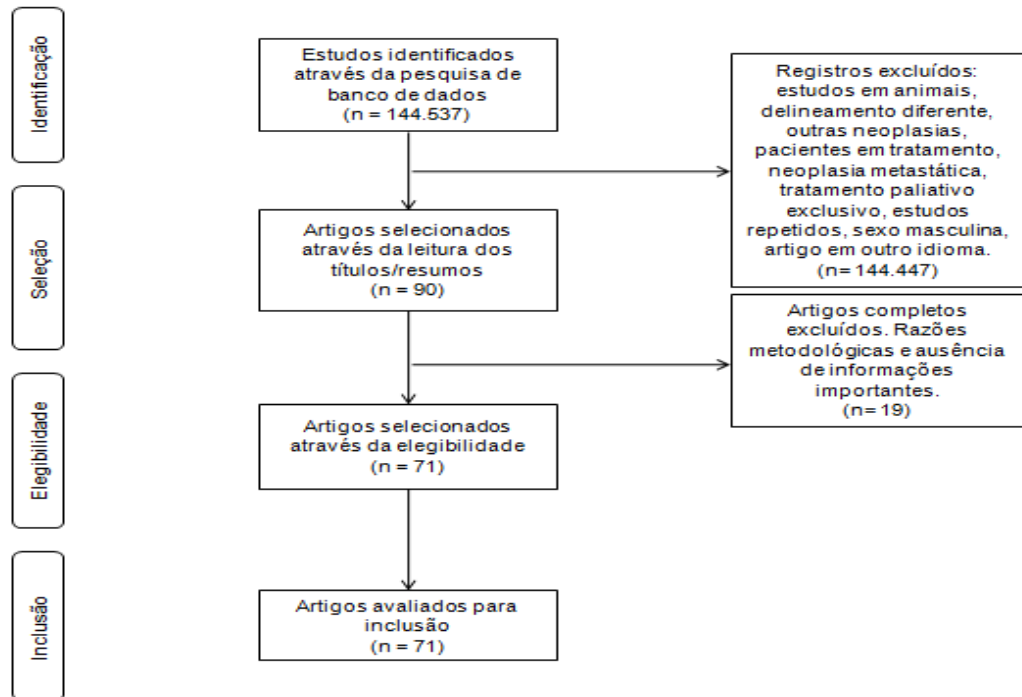 Identificação
Estudos identificados
através da pesquisa de
banco de dados
(n = 144.537)
Registros excluídos:
estudos em animais,
delineamento diferente,
outras neoplasias,
pacientes em tratamento,
neoplasia metastática,
tratamento paliativo
exclusivo, estudos
repetidos, sexo masculina,
artigo em outro idioma.
(n= 144.447)
Seleção
Artigos selecionados
através da leitura dos
títulos/resumos
(n = 90)
Artigos completos
excluídos. Razões
metodológicas e ausência
de informações
importantes.
(n= 19)
Elegibilidade
Artigos selecionados
através da elegibilidade
(n = 71)
Inclusão
Artigos avaliados para
inclusão
(n = 71)